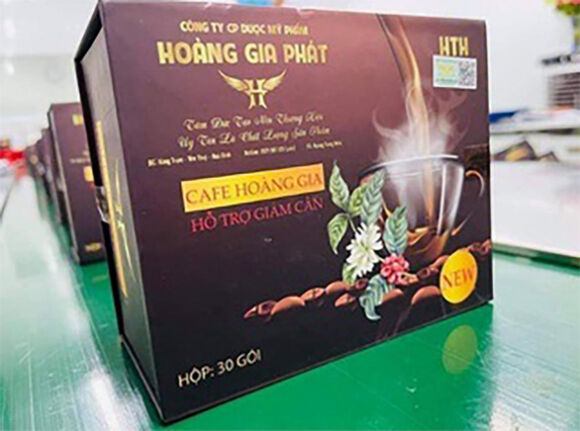 CÔNG TY CP DƯỢC MỸ PHẨM
HOÀNG GIA PHÁT
HTH
H
Tâm Đức Tạo Nên Thương Hiệu
Uy Tín Là Chất Lượng Sản Phẩm
CAFE HOÀNG GIA
HỖ TRỢ GIẢM CÂN
NEW
HỘP: 30 GÓI